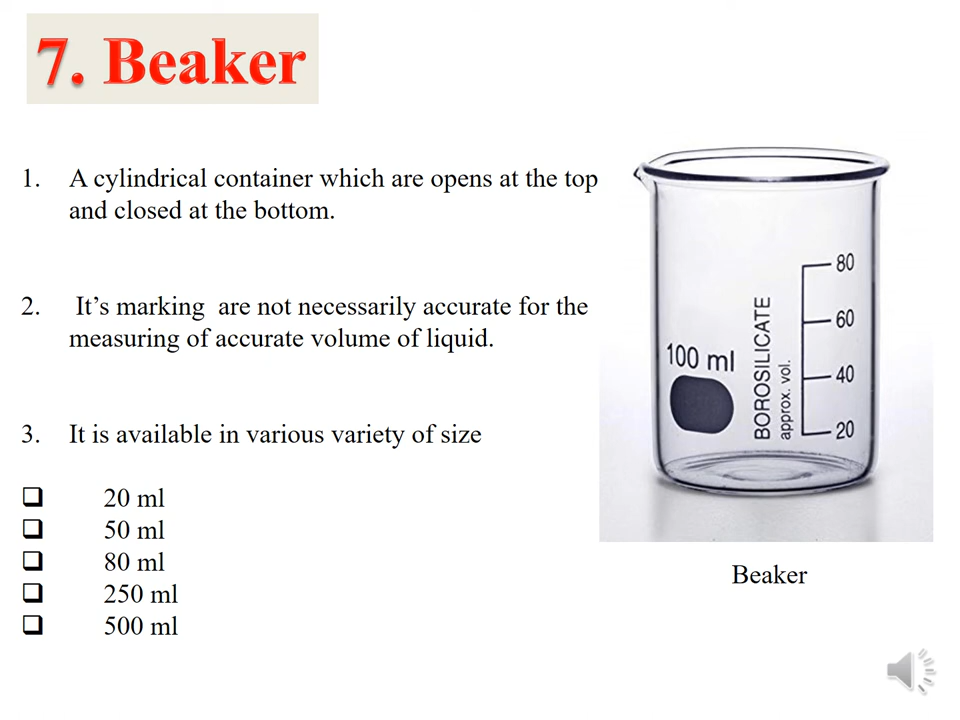 7. Beaker
1. A cylindrical container which are opens at the top
and closed at the bottom.
2. It’s marking are not necessarily accurate for the
measuring of accurate volume of liquid.
3. It is available in various variety of size
20 ml
50 ml
80 ml
250 ml
500 ml
100 ml
BOROSILICATE
approx. vol.
80
60
40
20
Beaker